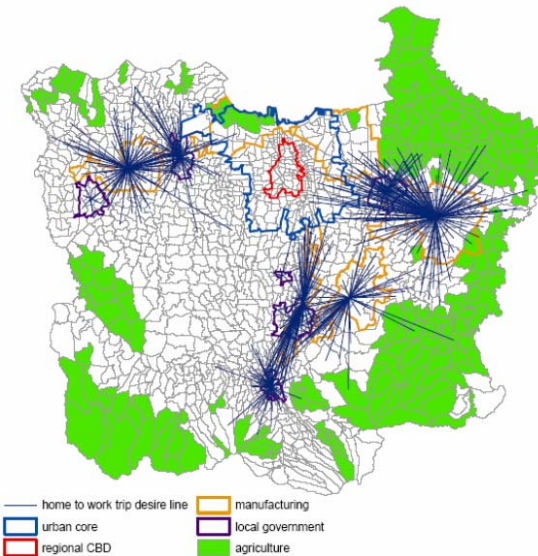 home to work trip desire line
manufacturing
urban core
local government
regional CBD
agriculture